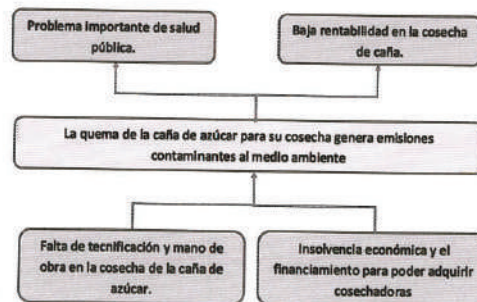 Problema importante de salud
pública.
Baja rentabilidad en la cosecha
de caña.
La quema de la caña de azúcar para su cosecha genera emisiones
contaminantes al medio ambiente
Falta de tecnificación y mano de
obra en la cosecha de la caña de
azúcar.
Insolvencia económica y el
financiamiento para poder adquirir
cosechadoras